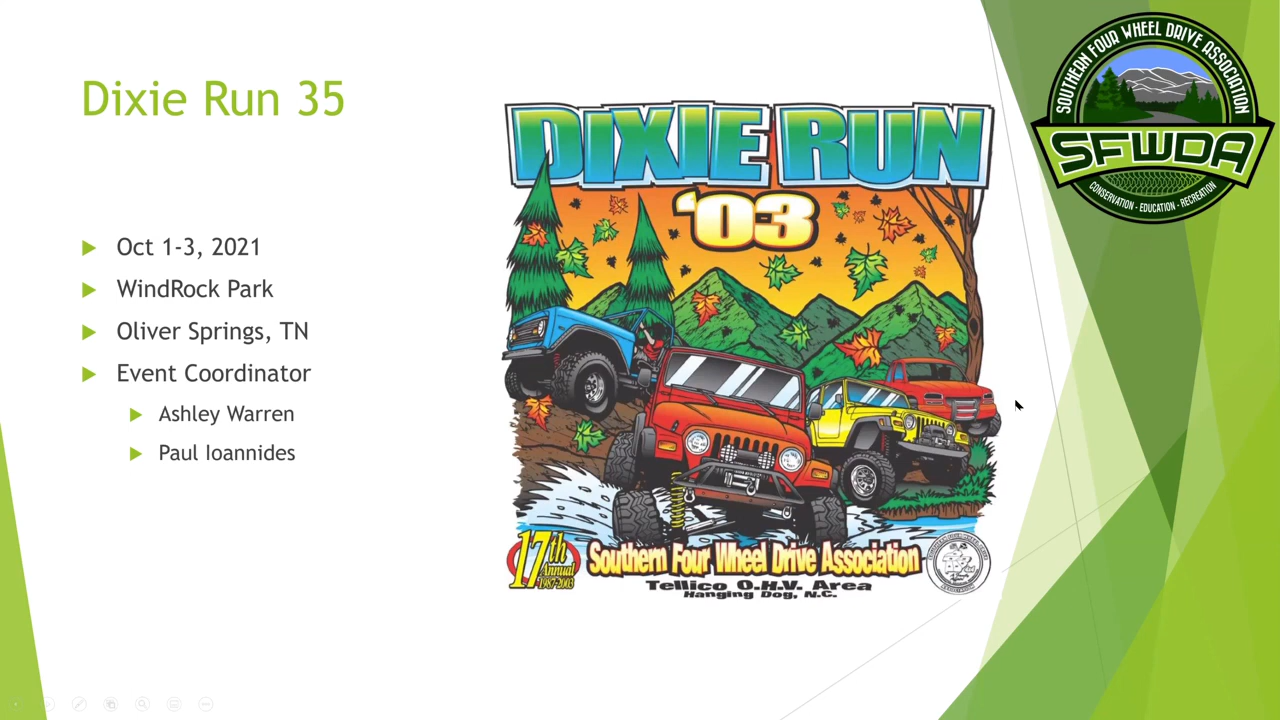 Dixie Run 35
Oct 1-3, 2021
WindRock Park
Oliver Springs, TN
Event Coordinator
Ashley Warren
Paul Ioannides
DIXIE RUN
'03
17th
Annual
1987-2003
Southern Four Wheel Drive Association
Tellico O.H.V. Area
Hanging Dog, N.C.
SOUTHERN FOUR WHEEL DRIVE ASSOCIATION
SFWDA
CONSERVATION - EDUCATION - RECREATION